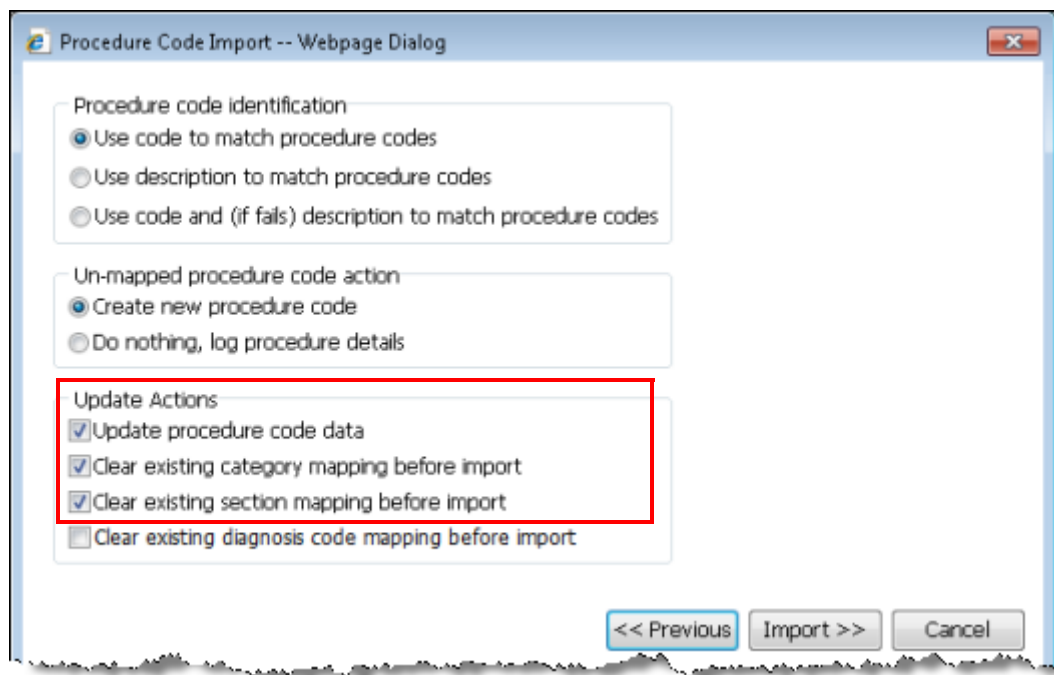 Procedure Code Import -- Webpage Dialog
Procedure code identification
Use code to match procedure codes
Use description to match procedure codes
Use code and (if fails) description to match procedure codes
Un-mapped procedure code action
Create new procedure code
Do nothing, log procedure details
Update Actions
Update procedure code data
Clear existing category mapping before import
Clear existing section mapping before import
Clear existing diagnosis code mapping before import
<< Previous Import >> Cancel